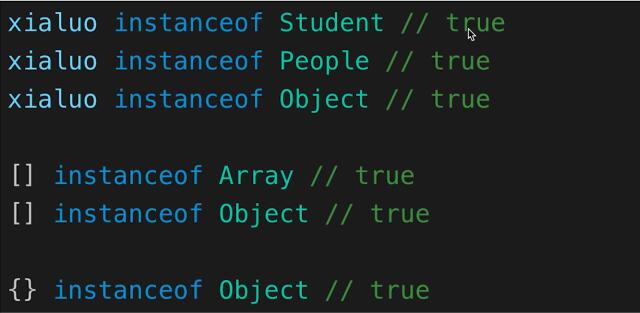 xialuo instanceof Student // true
xialuo instanceof People // true
xialuo instanceof Object // true
[] instanceof Array // true
[] instanceof Object // true
{} instanceof Object // true